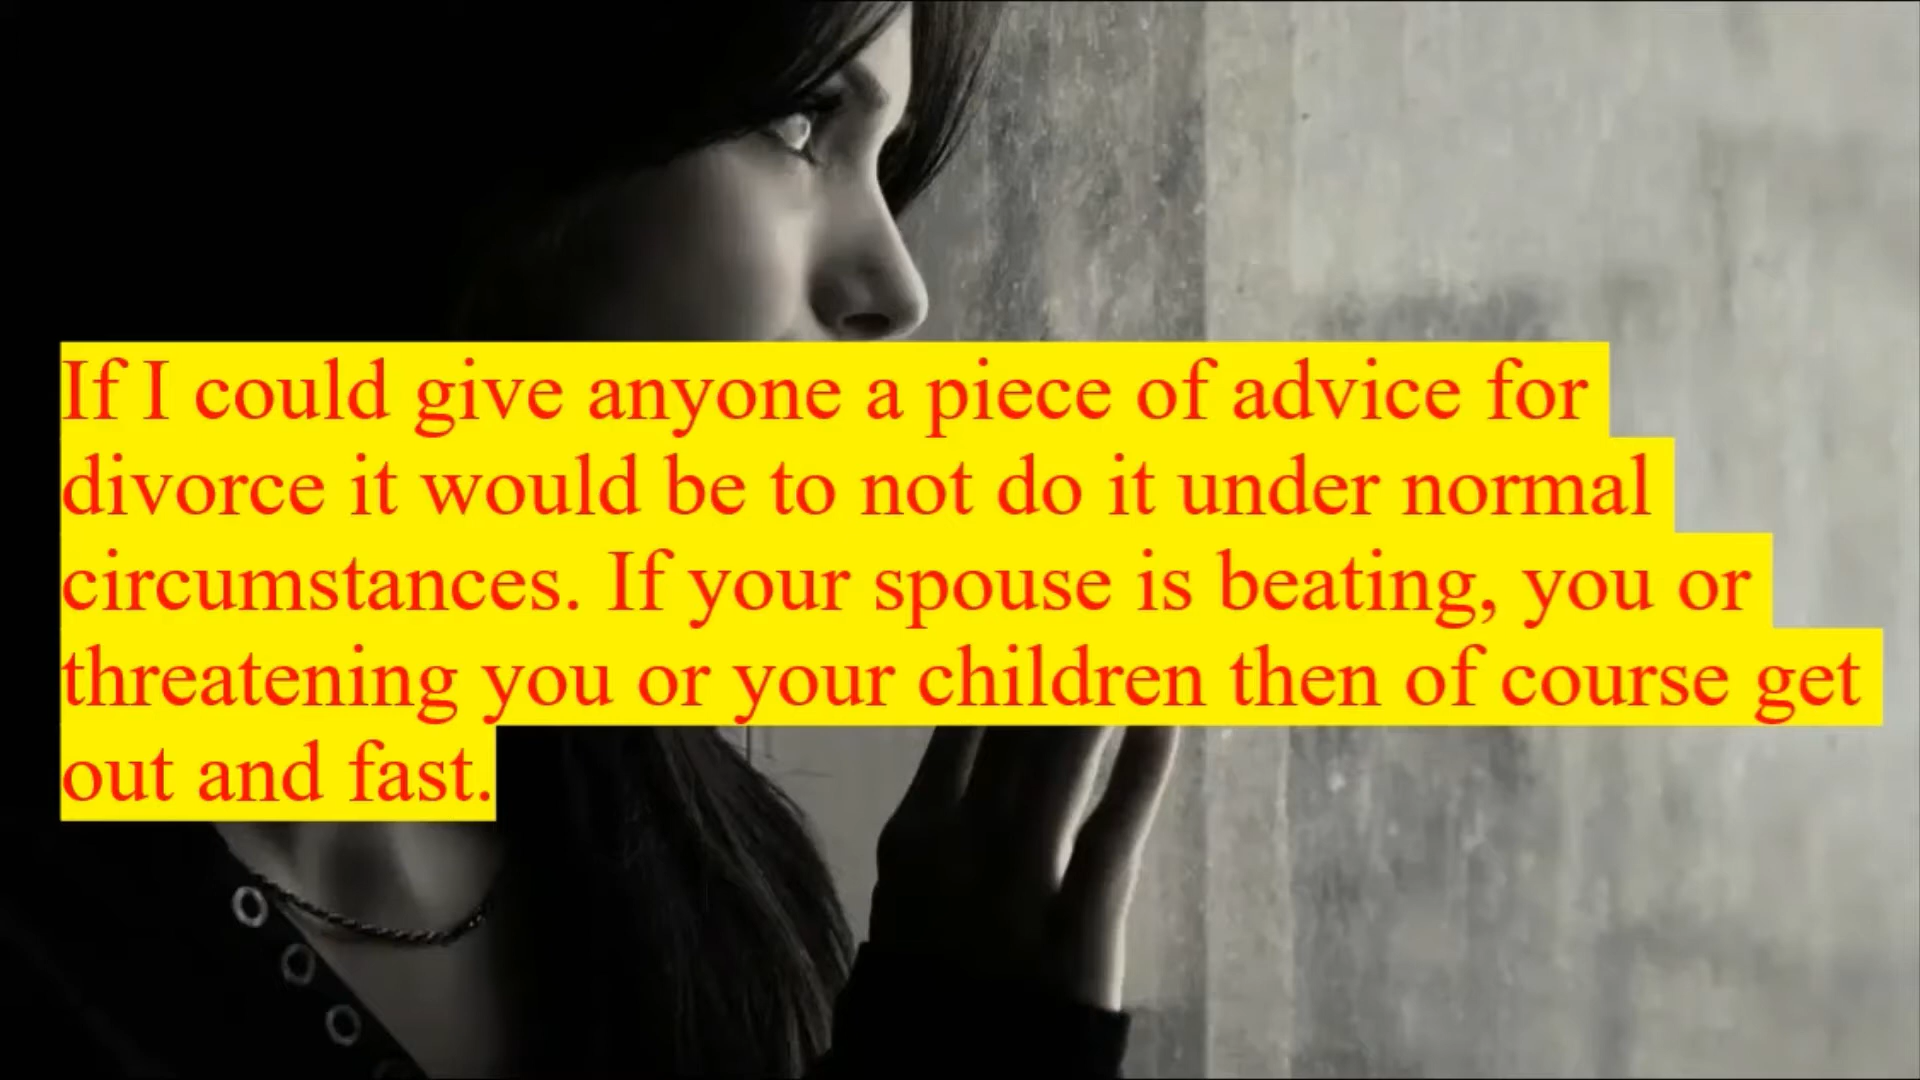 If I could give anyone a piece of advice for
divorce it would be to not do it under normal
circumstances. If your spouse is beating, you or
threatening you or your children then of course get
out and fast.